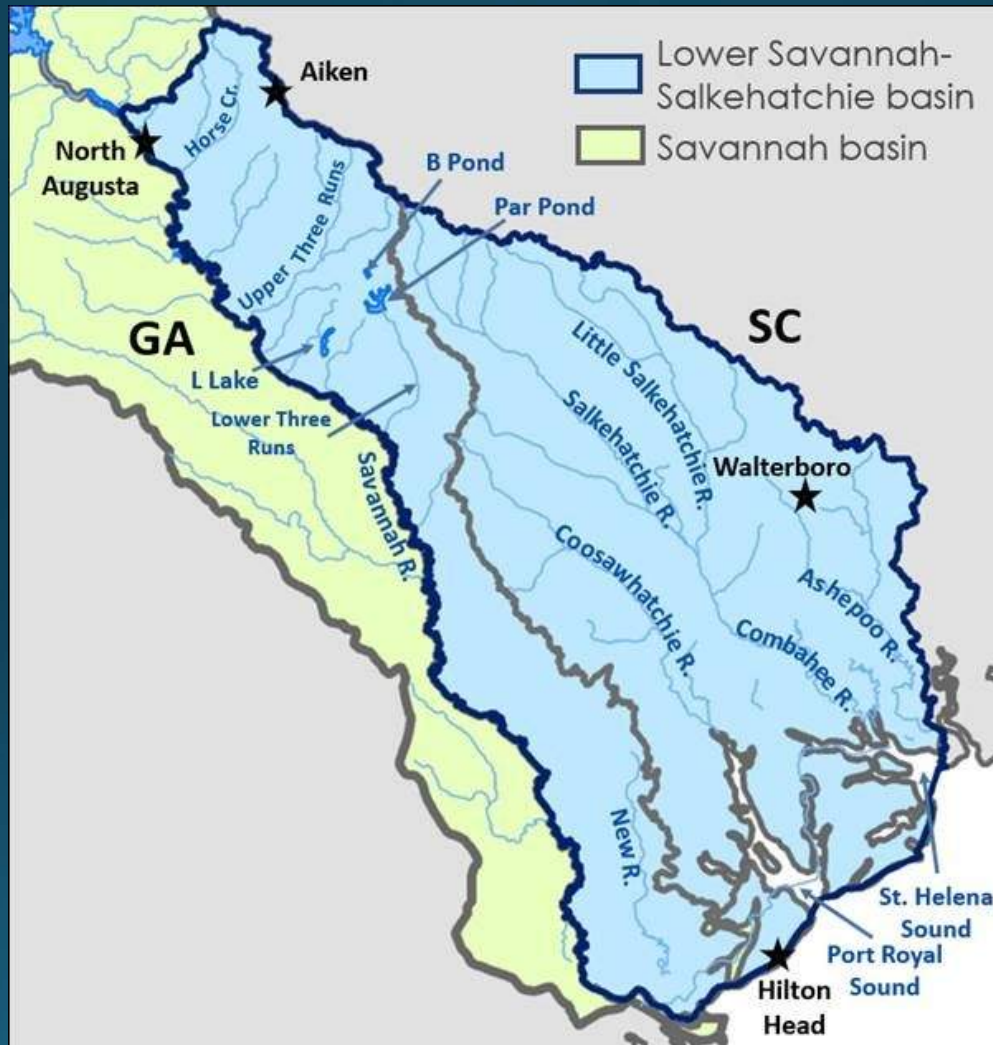 Lower Savannah-
Salkehatchie basin
Savannah basin
Aiken
North
Augusta
Horse Cr.
B Pond
Par Pond
Upper Three Runs
GA
SC
L Lake
Lower Three
Runs
Savannah R.
Little Salkehatchie R.
Salkehatchie R.
Walterboro
Coosawhatchie R.
Ashepoo R.
Combahee R.
New R.
St. Helena
Sound
Port Royal
Sound
Hilton
Head